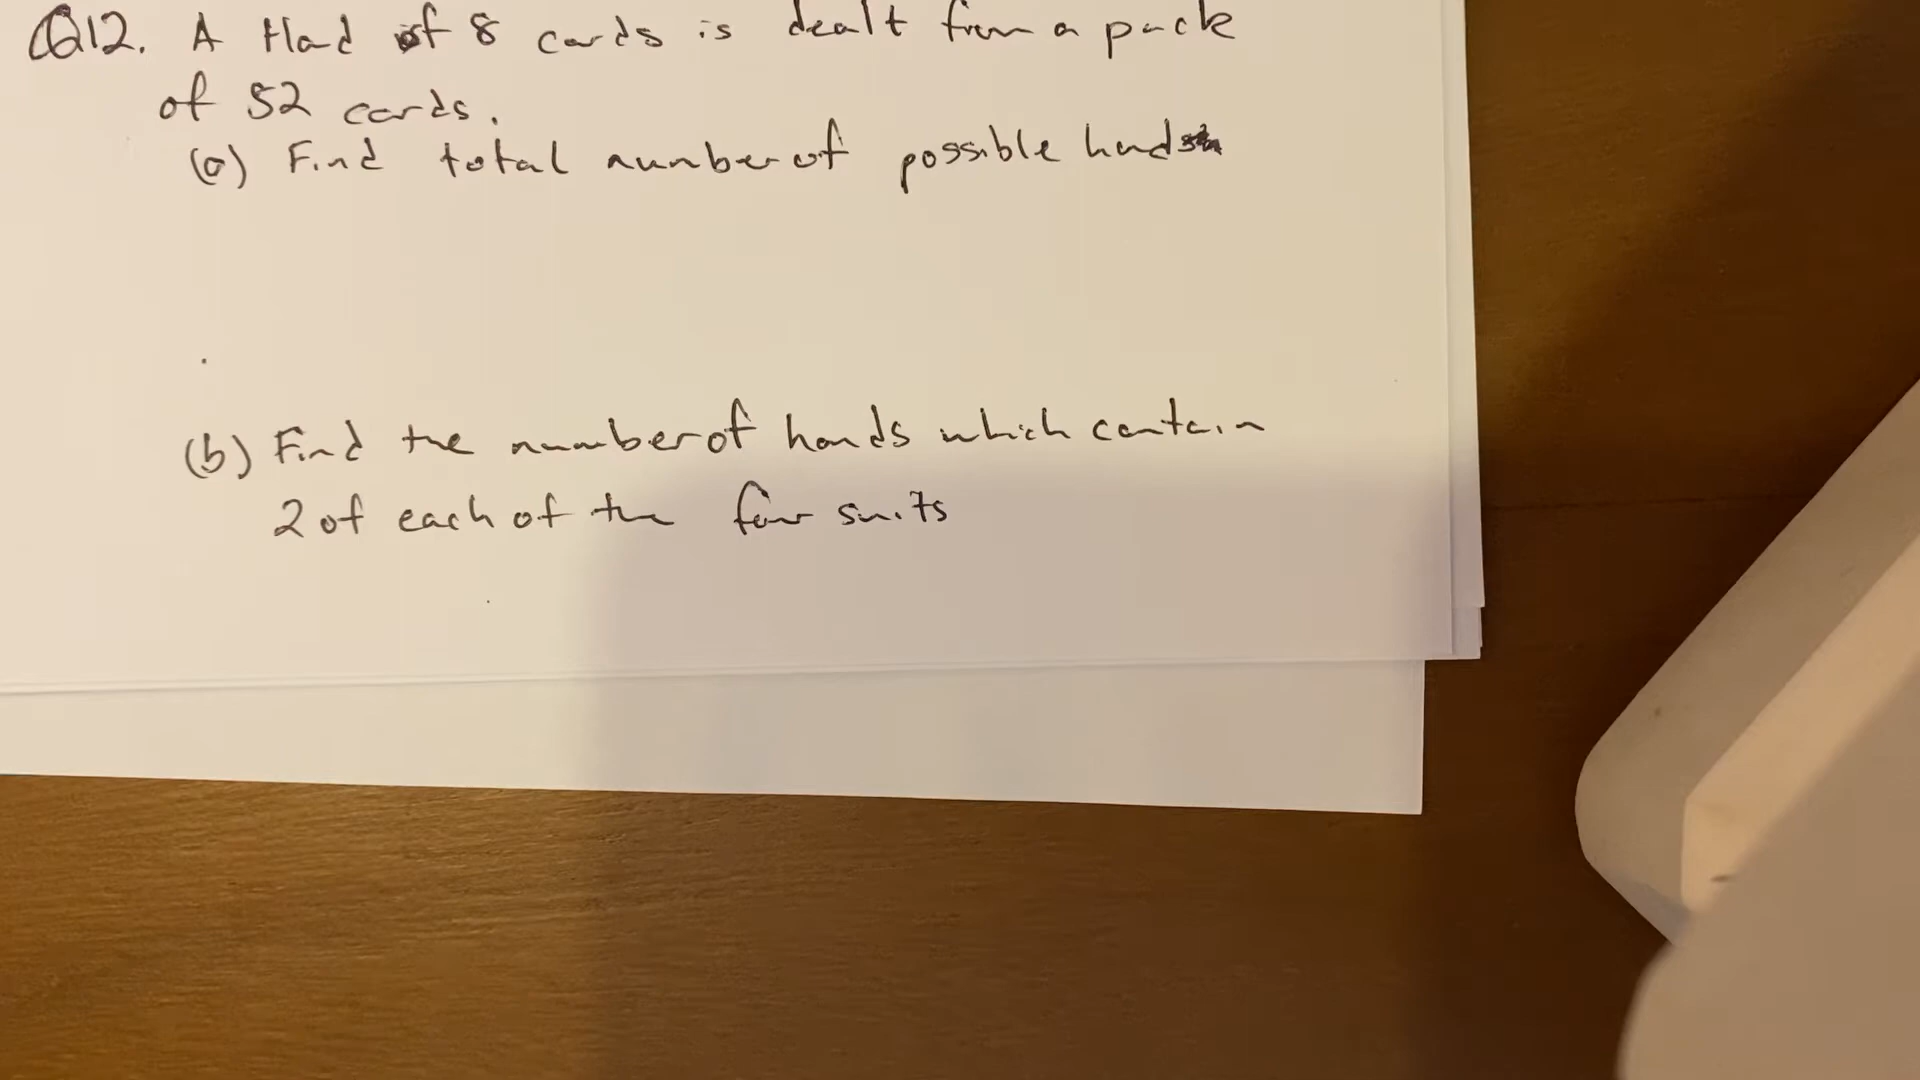 Q12. A Had of 8 cards is dealt from a pack
of 52 cards.
(a) Find total number of possible hands
(b) Find the number of hands which contain
2 of each of the four suits